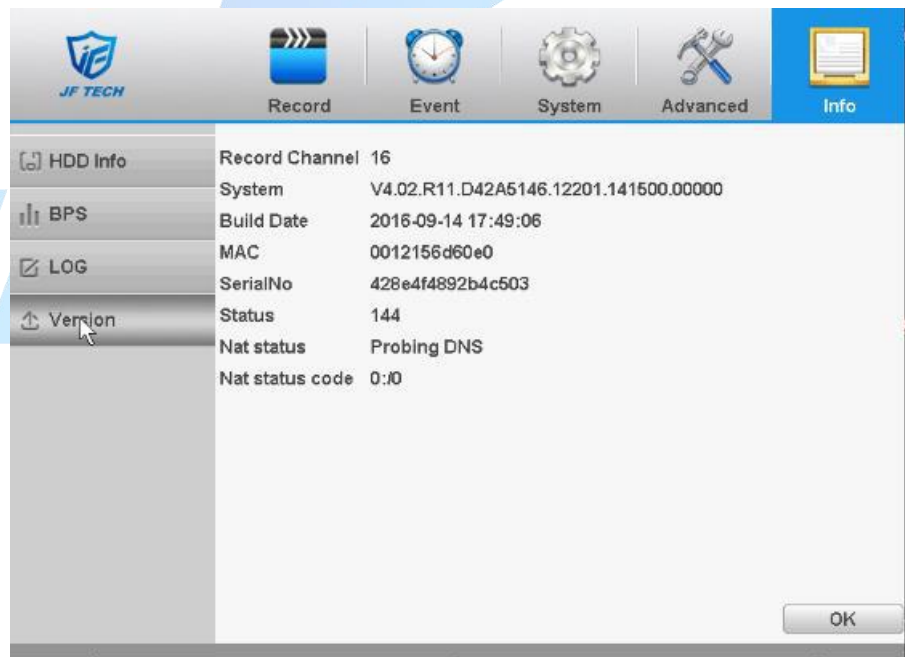 JF TECH
Record Event System Advanced Info
HDD Info
BPS
LOG
Version
Record Channel 16
System V4.02.R11.D42A5146.12201.141500.00000
Build Date 2016-09-14 17:49:06
MAC 0012156d60e0
SerialNo 428e4f4892b4c503
Status 144
Nat status Probing DNS
Nat status code 0:/0
OK